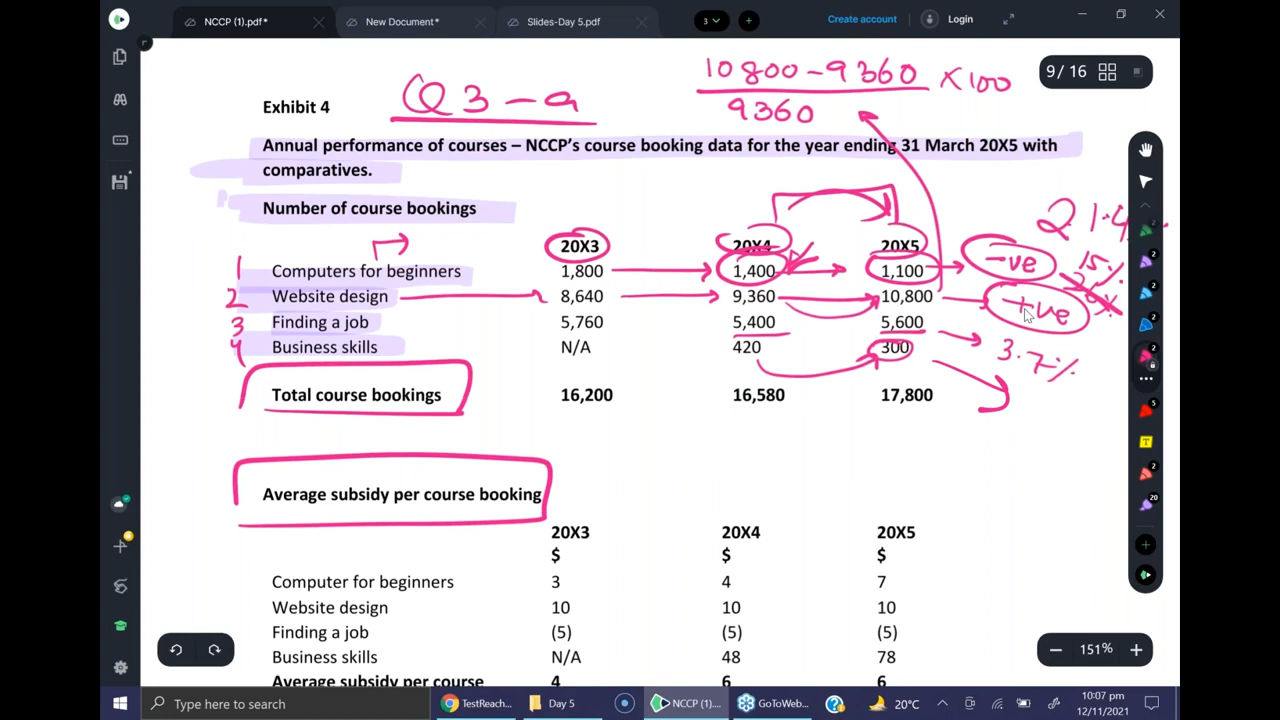 NCCP (1).pdf*
New Document*
Slides-Day 5.pdf
3
Create account
Login
9/16
Q3-a
10800-9360 ×100
9360
Exhibit 4
Annual performance of courses – NCCP's course booking data for the year ending 31 March 20X5 with
comparatives.
Number of course bookings
20X3 20X4 20X5
1 Computers for beginners 1,800 1,400 1,100 -ve 21.4
2 Website design 8,640 9,360 10,800 +ve 15%
3 Finding a job 5,760 5,400 5,600 3.7%
4 Business skills N/A 420 300
Total course bookings 16,200 16,580 17,800
Average subsidy per course booking
20X3 20X4 20X5
$ $ $
Computer for beginners 3 4 7
Website design 10 10 10
Finding a job (5) (5) (5)
Business skills N/A 48 78
Average subsidy per course 4 6 6
151%
Type here to search
TestReach...
Day 5
NCCP (1)....
GoToWeb...
20°C
10:07 pm
12/11/2021